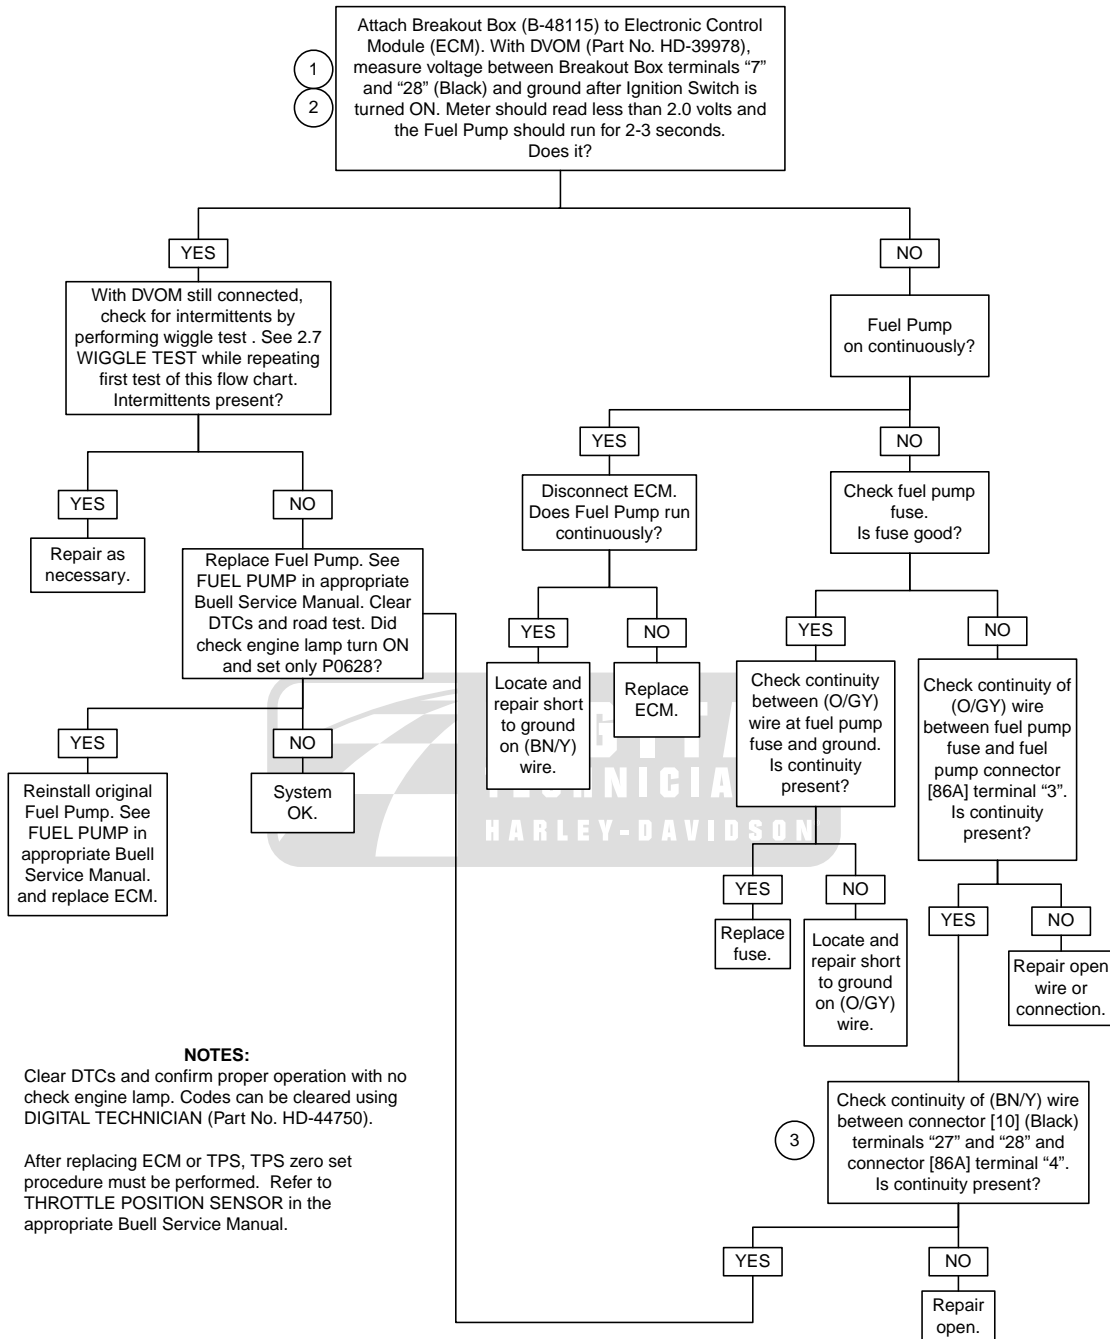 Attach Breakout Box (B-48115) to Electronic Control
Module (ECM). With DVOM (Part No. HD-39978),
measure voltage between Breakout Box terminals “7”
and “28” (Black) and ground after Ignition Switch is
turned ON. Meter should read less than 2.0 volts and
the Fuel Pump should run for 2-3 seconds.
Does it?
1
2
YES
NO
With DVOM still connected,
check for intermittents by
performing wiggle test . See 2.7
WIGGLE TEST while repeating
first test of this flow chart.
Intermittents present?
Fuel Pump
on continuously?
YES
NO
Disconnect ECM.
Does Fuel Pump run
continuously?
Check fuel pump
fuse.
Is fuse good?
YES
NO
Repair as
necessary.
Replace Fuel Pump. See
FUEL PUMP in appropriate
Buell Service Manual. Clear
DTCs and road test. Did
check engine lamp turn ON
and set only P0628?
YES
NO
Locate and
repair short
to ground
on (BN/Y)
wire.
Replace
ECM.
YES
NO
Check continuity
between (O/GY)
wire at fuel pump
fuse and ground.
Is continuity
present?
Check continuity of
(O/GY) wire
between fuel pump
fuse and fuel
pump connector
[86A] terminal “3”.
Is continuity
present?
YES
NO
Reinstall original
Fuel Pump. See
FUEL PUMP in
appropriate Buell
Service Manual.
and replace ECM.
System
OK.
HARLEY-DAVIDSON
YES
NO
Replace
fuse.
Locate and
repair short
to ground
on (O/GY)
wire.
YES
NO
Repair open
wire or
connection.
NOTES:
Clear DTCs and confirm proper operation with no
check engine lamp. Codes can be cleared using
DIGITAL TECHNICIAN (Part No. HD-44750).
After replacing ECM or TPS, TPS zero set
procedure must be performed. Refer to
THROTTLE POSITION SENSOR in the
appropriate Buell Service Manual.
3
Check continuity of (BN/Y) wire
between connector [10] (Black)
terminals “27” and “28” and
connector [86A] terminal “4”.
Is continuity present?
YES
NO
Repair
open.